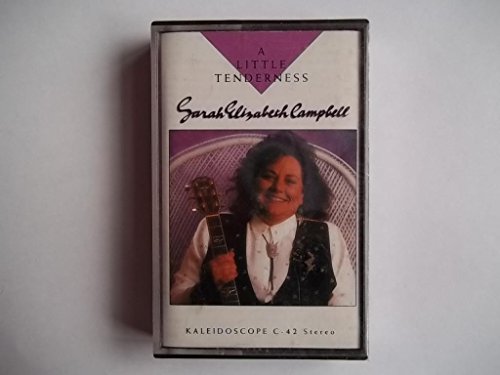 A
LITTLE
TENDERNESS
Sarah Elizabeth Campbell
KALEIDOSCOPE C-42 Stereo